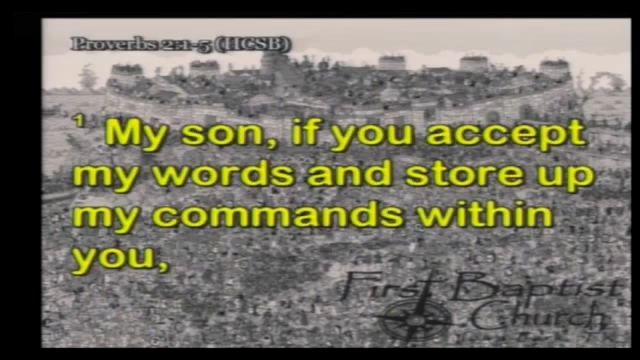 Proverbs 2:1-5 (HCSB)
1 My son, if you accept
my words and store up
my commands within
you,
First Baptist
Church